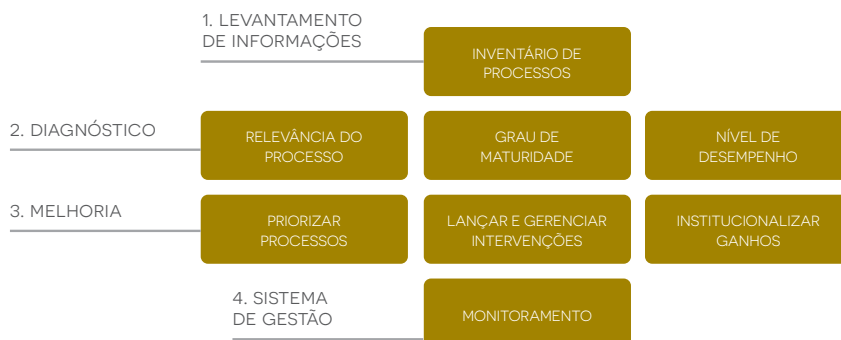 1. LEVANTAMENTO
DE INFORMAÇÕES
INVENTÁRIO DE
PROCESSOS
2. DIAGNÓSTICO
RELEVÂNCIA DO
PROCESSO
GRAU DE
MATURIDADE
NÍVEL DE
DESEMPENHO
3. MELHORIA
PRIORIZAR
PROCESSOS
LANÇAR E GERENCIAR
INTERVENÇÕES
INSTITUCIONALIZAR
GANHOS
4. SISTEMA
DE GESTÃO
MONITORAMENTO